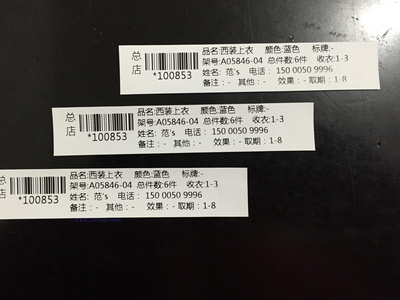 总店
*100853
品名:西装上衣 颜色:蓝色 标牌:-
架号:A05846-04 总件数:6件 收衣:1-3
姓名: 范's 电话: 150 0050 9996
备注:- 其他:- 效果:-取期:1-8
总店
*100853
品名:西装上衣 颜色:蓝色 标牌:-
架号:A05846-04 总件数:6件 收衣:1-3
姓名: 范's 电话: 150 0050 9996
备注:- 其他:- 效果:-取期:1-8
总店
*100853
品名:西装上衣 颜色:蓝色 标牌:-
架号:A05846-04 总件数:6件 收衣:1-3
姓名: 范's 电话: 150 0050 9996
备注:- 其他:- 效果:-取期:1-8